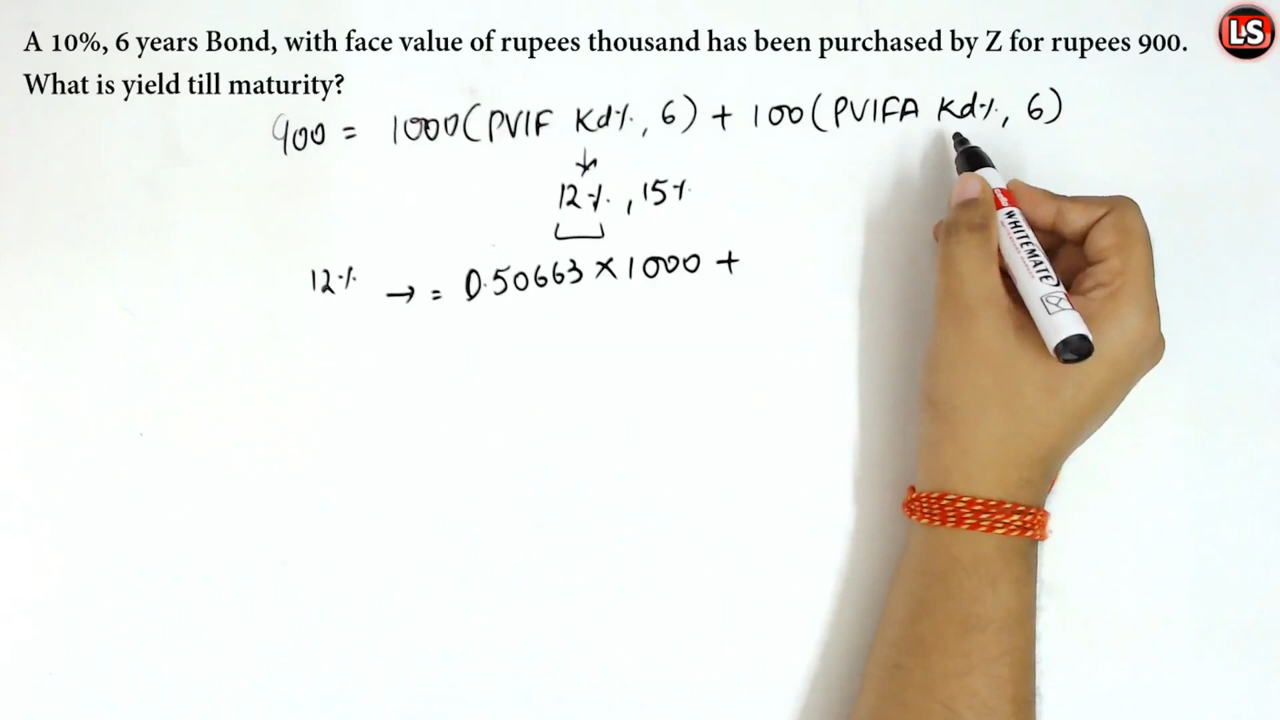 A 10%, 6 years Bond, with face value of rupees thousand has been purchased by Z for rupees 900.
What is yield till maturity?
LS
900 = 1000(PVIF Kd%, 6) + 100(PVIFA Kd%, 6)
12%, 15%
12% → = 0.50663 × 1000 +
WHITEMATE